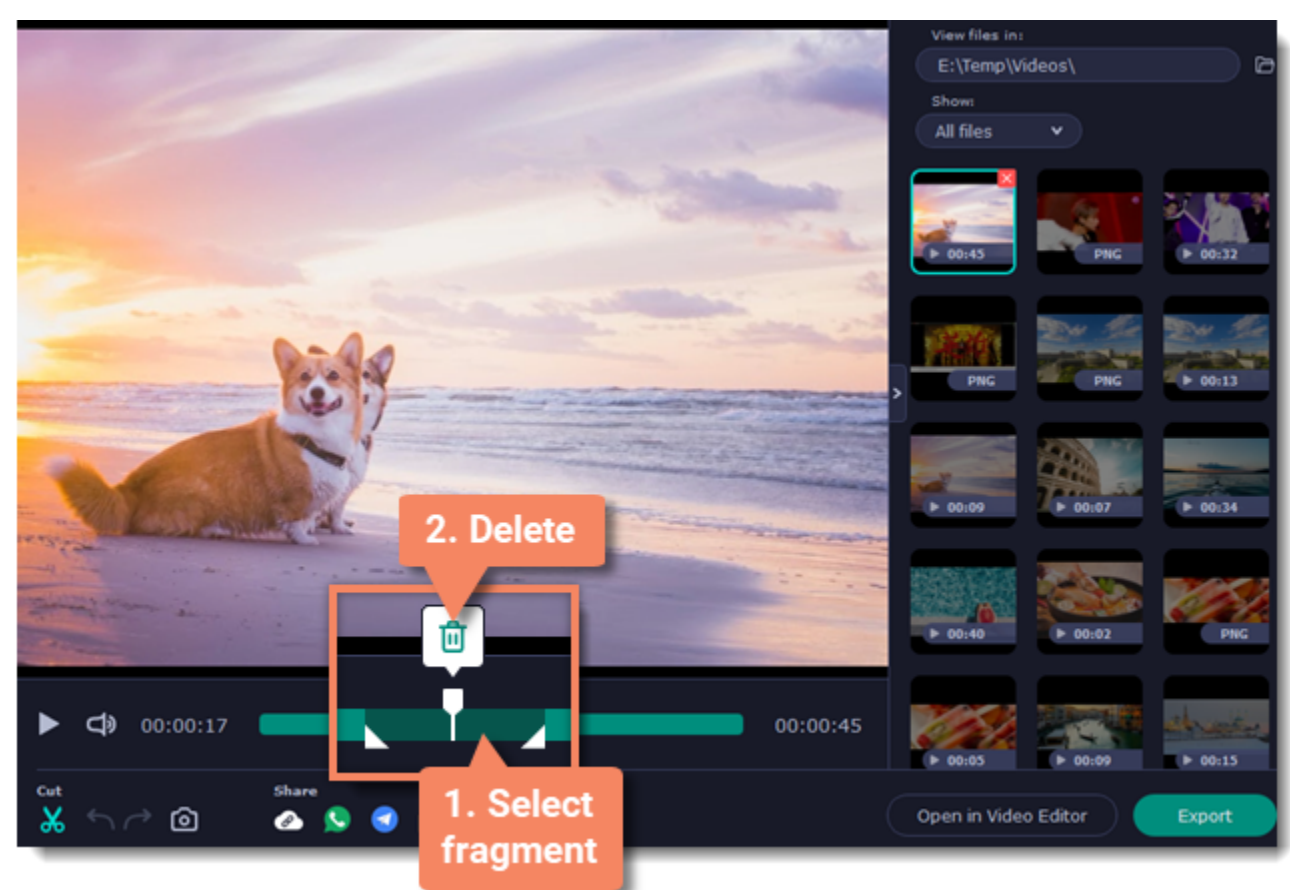 View files in:
E:\Temp\Videos\
Show:
All files
00:45
PNG
00:32
PNG
PNG
00:13
00:09
00:07
00:34
00:40
00:02
PNG
00:05
00:09
00:15
2. Delete
00:00:17
00:00:45
1. Select
fragment
Cut
Share
Open in Video Editor
Export